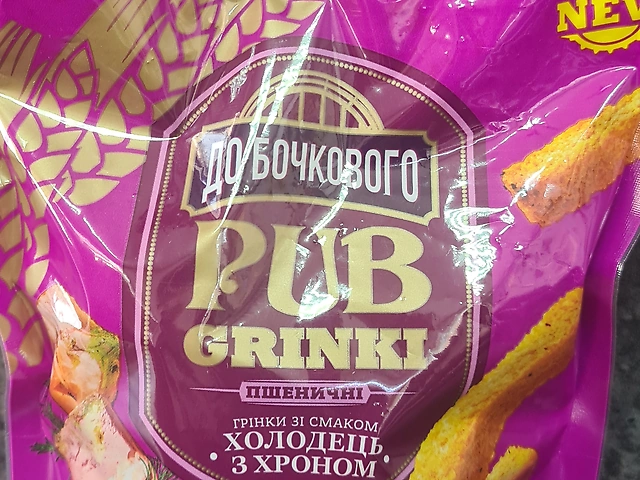 NEW
ДО БОЧКОВОГО
PUB
GRINKI
ПШЕНИЧНІ
ГРІНКИ ЗІ СМАКОМ
ХОЛОДЕЦЬ
З ХРОНОМ